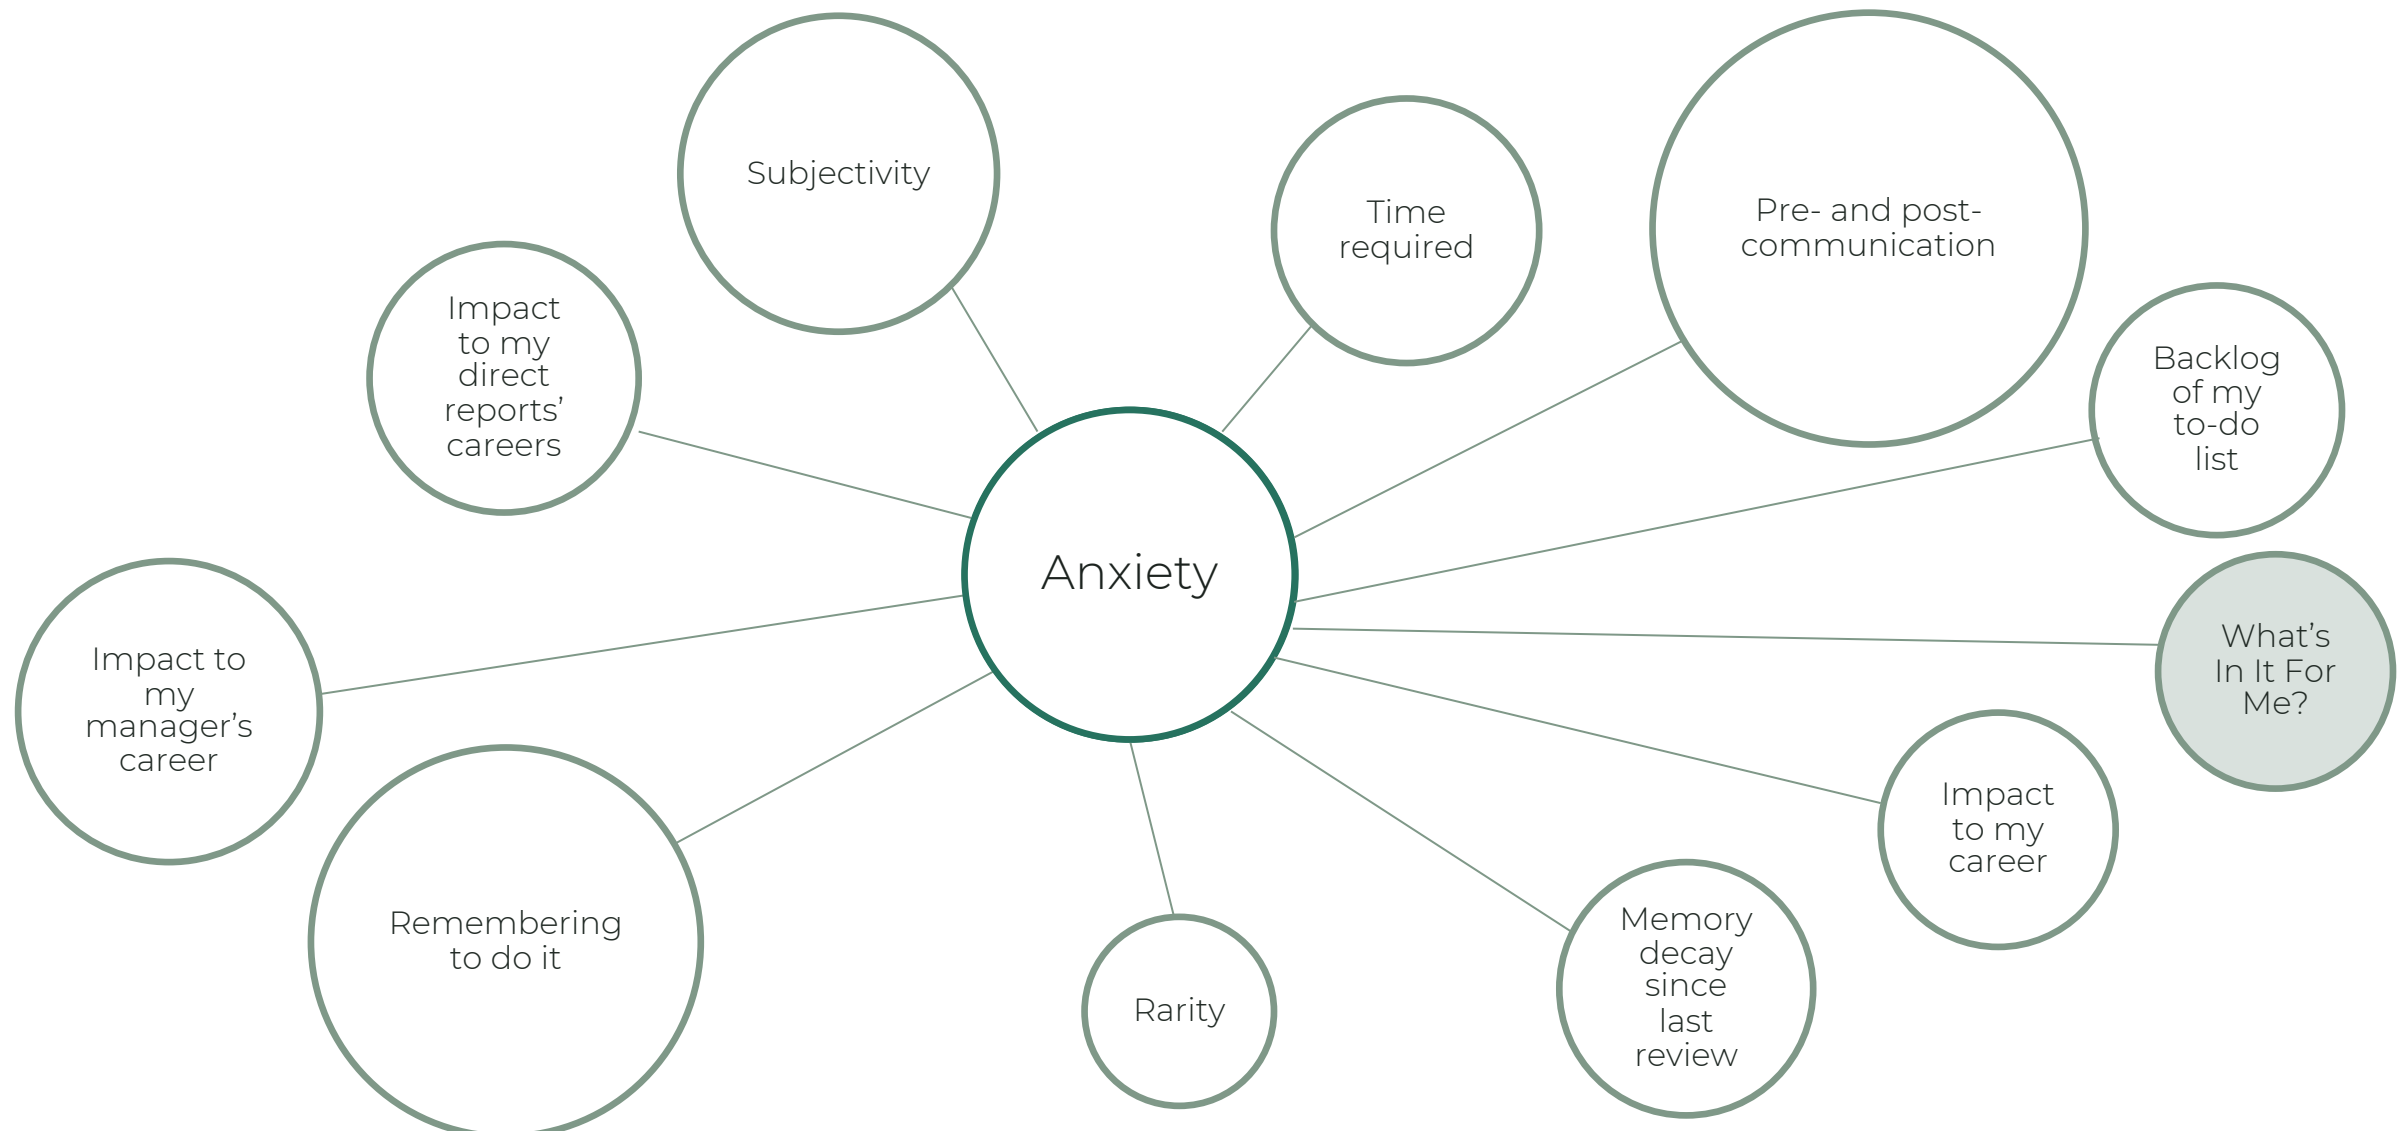 Subjectivity
Time
required
Pre- and post-
communication
Impact
to my
direct
reports’
careers
Backlog
of my
to-do
list
Anxiety
Impact to
my
manager’s
career
What’s
In It For
Me?
Impact
to my
career
Remembering
to do it
Rarity
Memory
decay
since
last
review